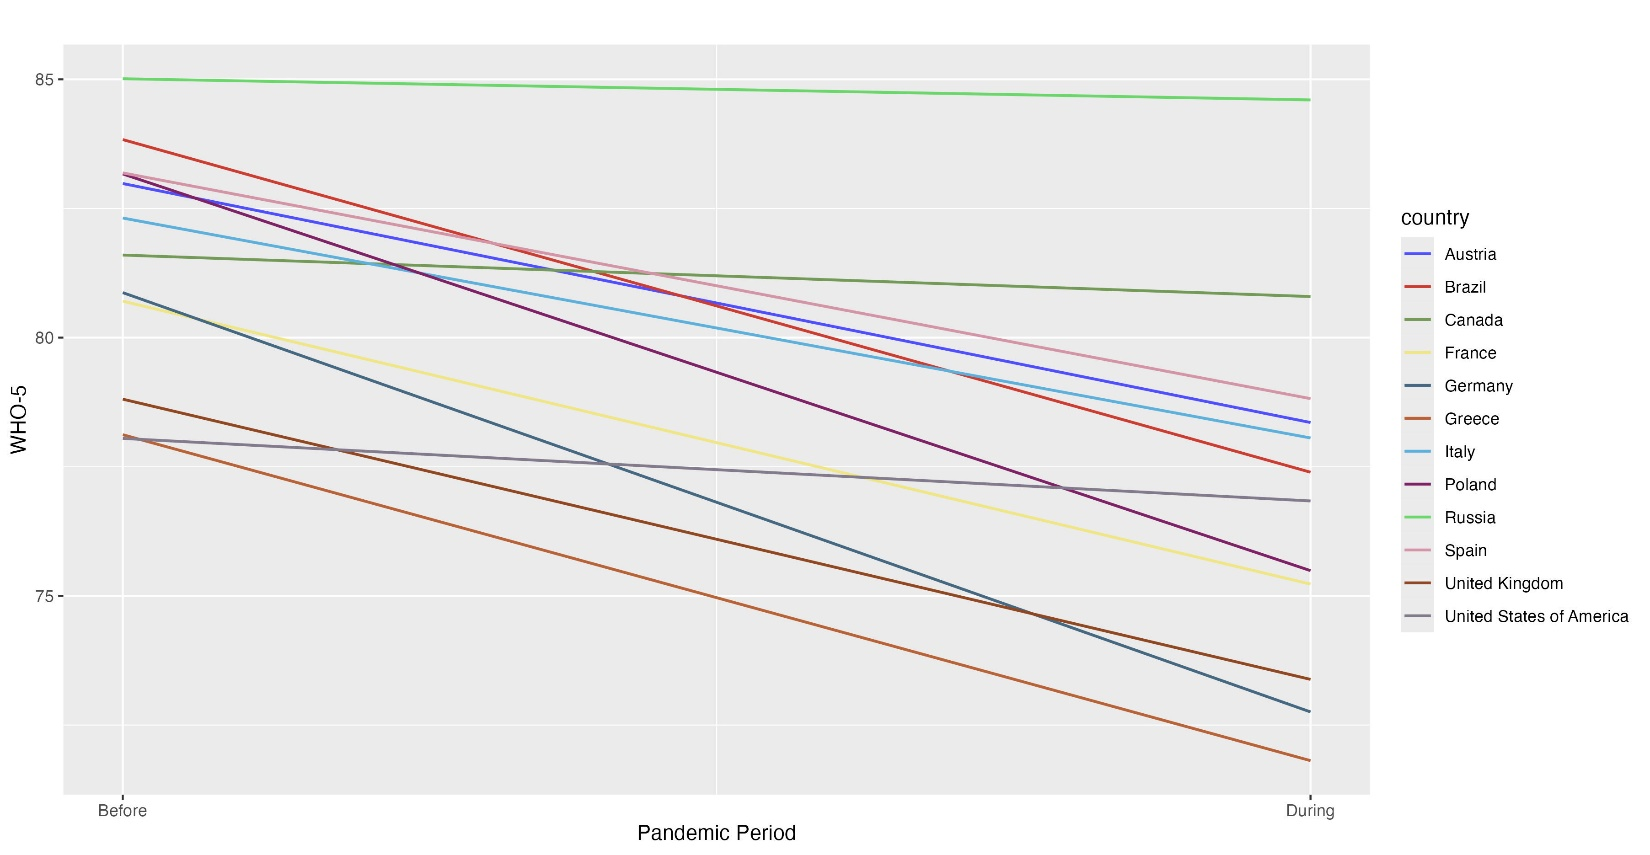 85
80
75
WHO-5
Before
During
Pandemic Period
country
Austria
Brazil
Canada
France
Germany
Greece
Italy
Poland
Russia
Spain
United Kingdom
United States of America